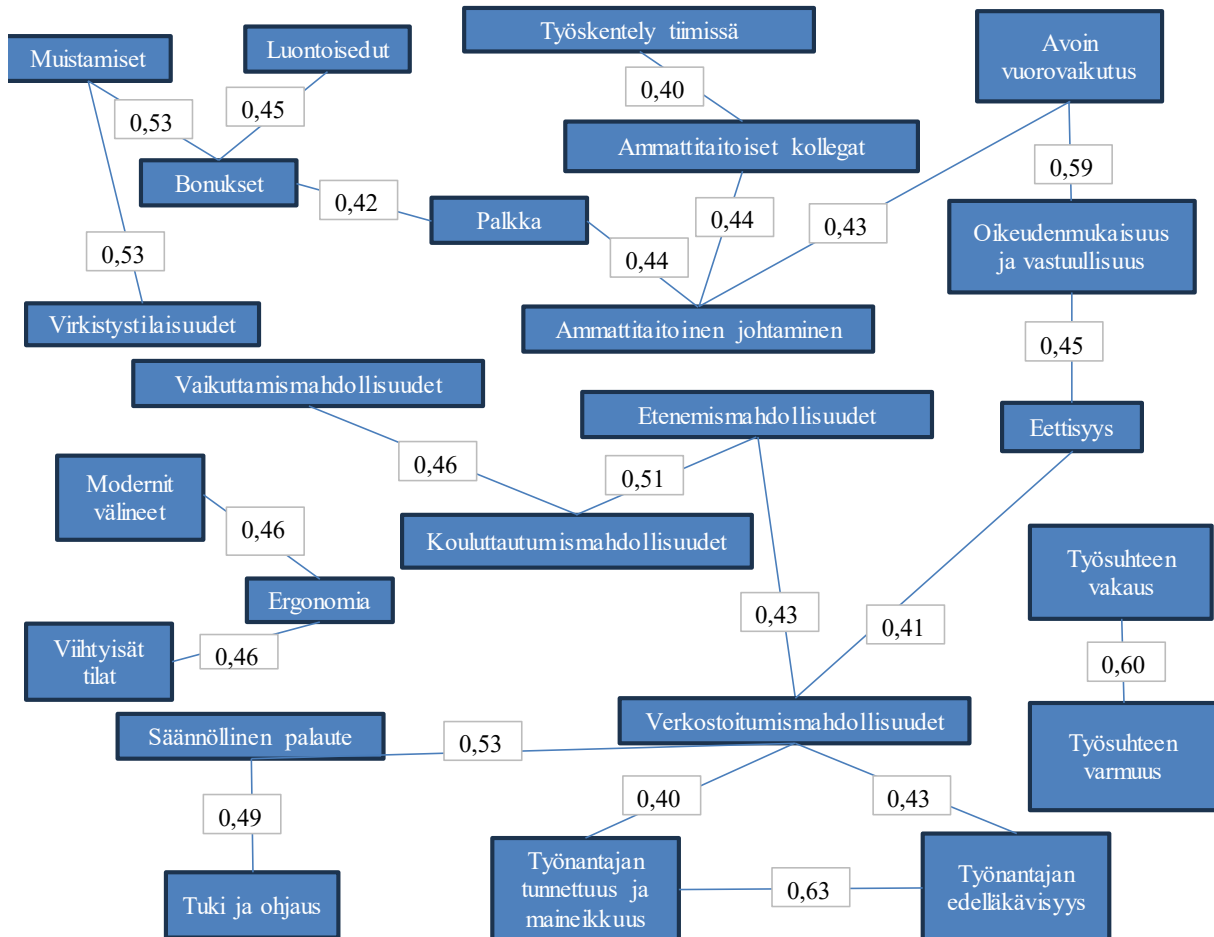 Muistamiset
Luontoisedut
Työskentely tiimissä
Avoin
vuorovaikutus
0,53
0,45
0,40
Ammattitaitoiset kollegat
0,59
Bonukset
0,42
Palkka
0,44
0,44
0,43
Oikeudenmukaisuus
ja vastuullisuus
0,53
Virkistystilaisuudet
Ammattitaitoinen johtaminen
0,45
Vaikuttamismahdollisuudet
Etenemismahdollisuudet
Eettisyys
0,46
0,51
Modernit
välineet
0,46
Kouluttautumismahdollisuudet
Ergonomia
0,43
0,41
Työsuhteen
vakaus
Viihtyisät
tilat
0,46
0,60
Säännöllinen palaute
0,53
Verkostoitumismahdollisuudet
Työsuhteen
varmuus
0,49
0,40
0,43
Tuki ja ohjaus
Työnantajan
tunnettuus ja
maineikkuus
0,63
Työnantajan
edelläkävisyys